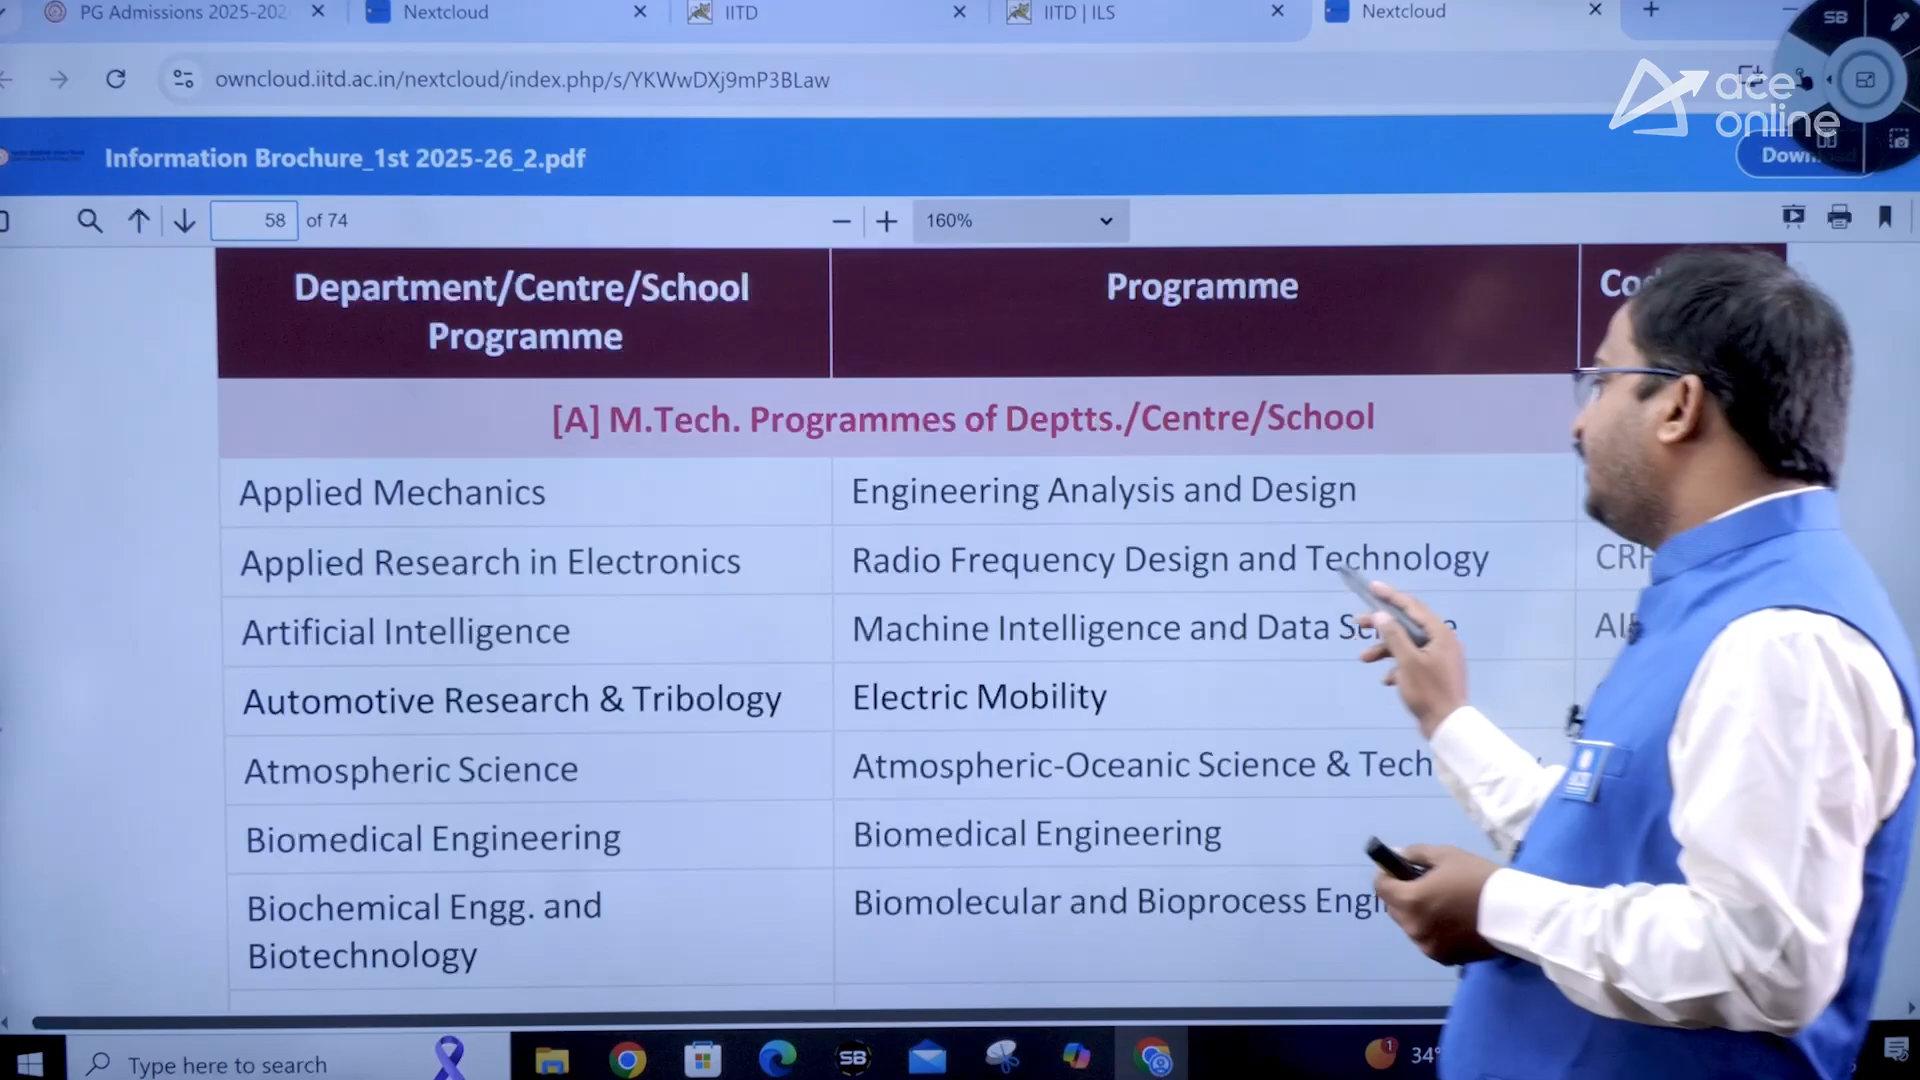 PG Admissions 2025-202
Nextcloud
IITD
IITD | ILS
Nextcloud
SB
owncloud.iitd.ac.in/nextcloud/index.php/s/YKWwDXj9mP3BLaw
ace
online
Information Brochure_1st 2025-26_2.pdf
58 of 74
160%
Department/Centre/School
Programme
Programme
[A] M.Tech. Programmes of Deptts./Centre/School
Applied Mechanics
Engineering Analysis and Design
Applied Research in Electronics
Radio Frequency Design and Technology
Artificial Intelligence
Machine Intelligence and Data
Automotive Research & Tribology
Electric Mobility
Atmospheric Science
Atmospheric-Oceanic Science & Tech
Biomedical Engineering
Biomedical Engineering
Biochemical Engg. and
Biotechnology
Biomolecular and Bioprocess
Type here to search
SB
1
34°